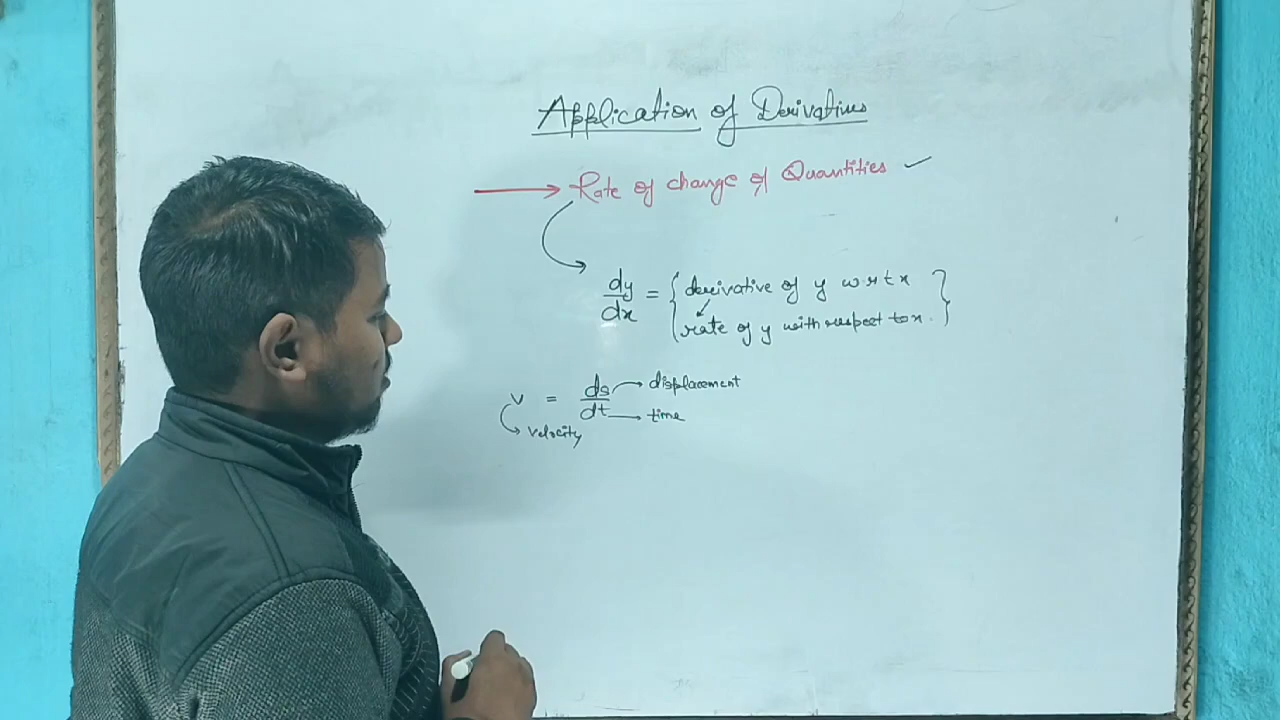 Application of Derivatives
Rate of change of Quantities ✓
dy/dx = { derivative of y w r t x
rate of y with respect to x. }
v = ds/dt
displacement
time
velocity